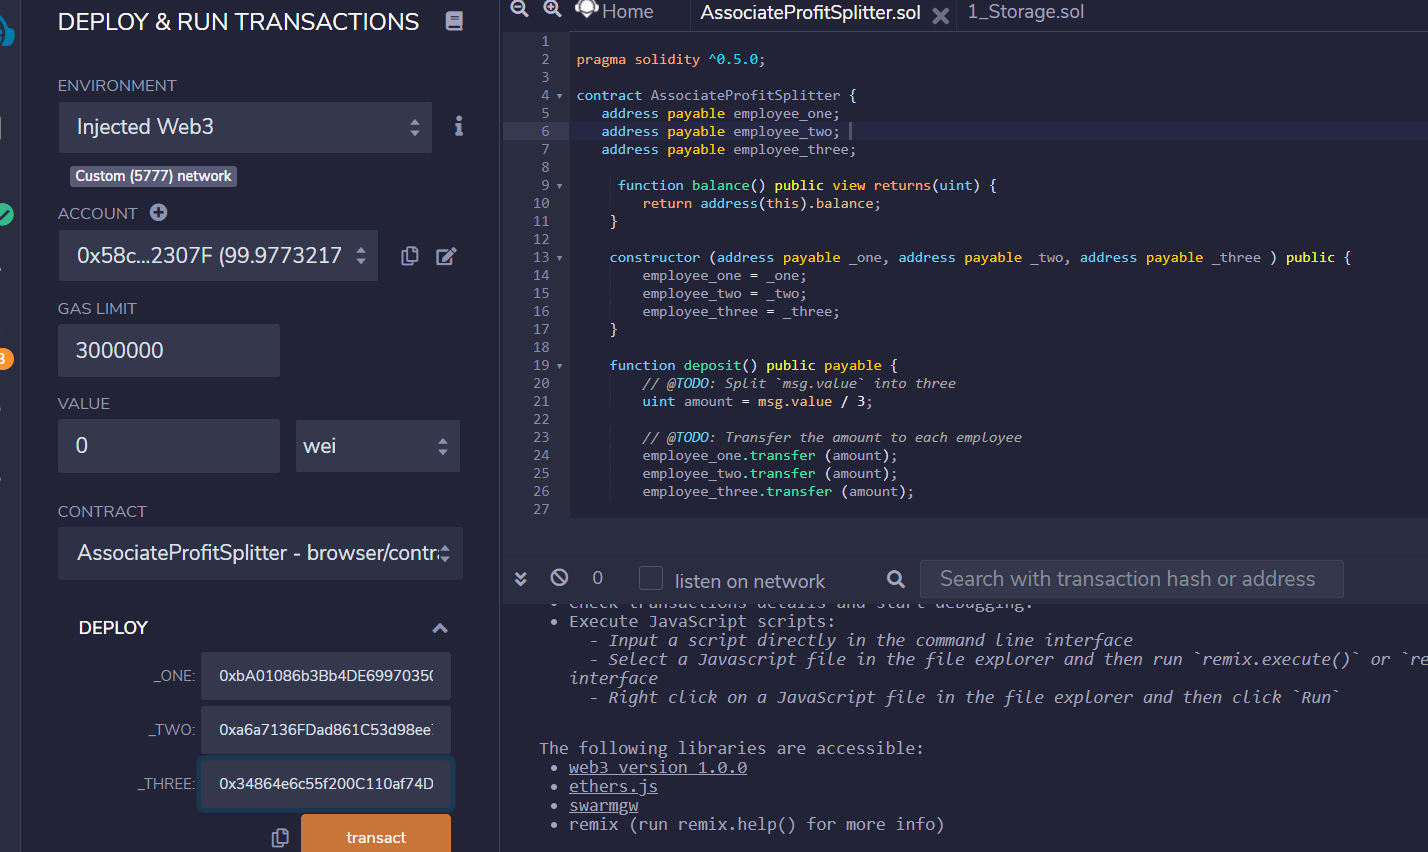 DEPLOY & RUN TRANSACTIONS
ENVIRONMENT
Injected Web3
Custom (5777) network
ACCOUNT
0x58c...2307F (99.9773217
GAS LIMIT
3000000
VALUE
0
wei
CONTRACT
AssociateProfitSplitter - browser/contra
DEPLOY
_ONE:
0xbA01086b3Bb4DE69970350
_TWO:
0xa6a7136FDad861C53d98ee
_THREE:
0x34864e6c55f200C110af74D
transact
Home
AssociateProfitSplitter.sol
1_Storage.sol
1
2 pragma solidity ^0.5.0;
3
4 contract AssociateProfitSplitter {
5 address payable employee_one;
6 address payable employee_two;
7 address payable employee_three;
8
9 function balance() public view returns(uint) {
10 return address(this).balance;
11 }
12
13 constructor (address payable _one, address payable _two, address payable _three ) public {
14 employee_one = _one;
15 employee_two = _two;
16 employee_three = _three;
17 }
18
19 function deposit() public payable {
20 // @TODO: Split `msg.value` into three
21 uint amount = msg.value / 3;
22
23 // @TODO: Transfer the amount to each employee
24 employee_one.transfer (amount);
25 employee_two.transfer (amount);
26 employee_three.transfer (amount);
27
0
listen on network
Search with transaction hash or address
• Check transactions details and start debugging.
• Execute JavaScript scripts:
- Input a script directly in the command line interface
- Select a Javascript file in the file explorer and then run `remix.execute()` or `re
interface
- Right click on a JavaScript file in the file explorer and then click `Run`
The following libraries are accessible:
• web3 version 1.0.0
• ethers.js
• swarmgw
• remix (run remix.help() for more info)